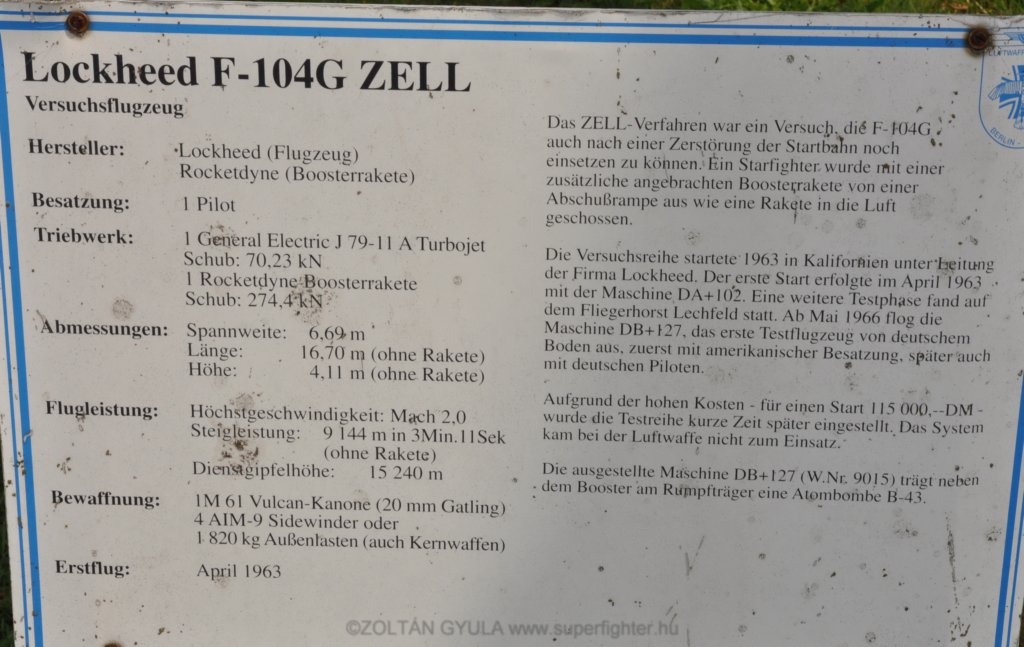 Lockheed F-104G ZELL
Versuchsflugzeug
Hersteller: Lockheed (Flugzeug)
Rocketdyne (Boosterrakete)
Besatzung: 1 Pilot
Triebwerk: 1 General Electric J 79-11 A Turbojet
Schub: 70,23 kN
1 Rocketdyne Boosterrakete
Schub: 274,4 kN
Abmessungen: Spannweite: 6,69 m
Länge: 16,70 m (ohne Rakete)
Höhe: 4,11 m (ohne Rakete)
Flugleistung: Höchstgeschwindigkeit: Mach 2,0
Steigleistung: 9 144 m in 3Min.11Sek
(ohne Rakete)
Dienstgipfelhöhe: 15 240 m
Bewaffnung: 1M 61 Vulcan-Kanone (20 mm Gatling)
4 AIM-9 Sidewinder oder
1 820 kg Außenlasten (auch Kernwaffen)
Erstflug: April 1963
Das ZELL-Verfahren war ein Versuch, die F-104G
auch nach einer Zerstörung der Startbahn noch
einsetzen zu können. Ein Starfighter wurde mit einer
zusätzliche angebrachten Boosterrakete von einer
Abschußrampe aus wie eine Rakete in die Luft
geschossen.
Die Versuchsreihe startete 1963 in Kalifornien unter Leitung
der Firma Lockheed. Der erste Start erfolgte im April 1963
mit der Maschine DA+102. Eine weitere Testphase fand auf
dem Fliegerhorst Lechfeld statt. Ab Mai 1966 flog die
Maschine DB+127, das erste Testflugzeug von deutschem
Boden aus, zuerst mit amerikanischer Besatzung, später auch
mit deutschen Piloten.
Aufgrund der hohen Kosten - für einen Start 115 000,--DM -
wurde die Testreihe kurze Zeit später eingestellt. Das System
kam bei der Luftwaffe nicht zum Einsatz.
Die ausgestellte Maschine DB+127 (W.Nr. 9015) trägt neben
dem Booster am Rumpfträger eine Atombombe B-43.
BERLIN -
©ZOLTÁN GYULA www.superfighter.hu